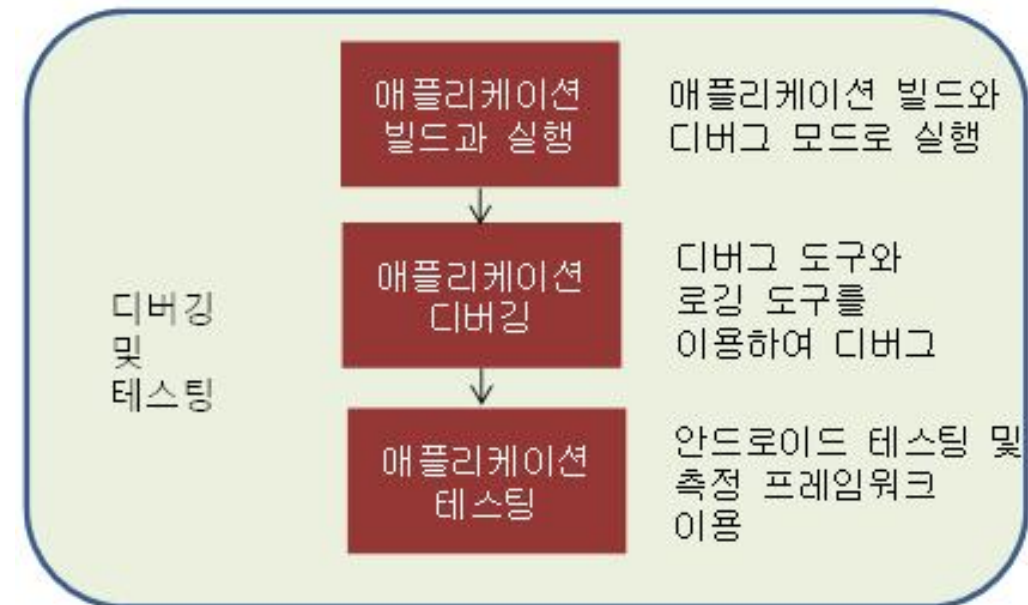 애플리케이션
빌드과 실행
애플리케이션 빌드와
디버그 모드로 실행
디버깅
및
테스팅
애플리케이션
디버깅
디버그 도구와
로깅 도구를
이용하여 디버그
애플리케이션
테스팅
안드로이드 테스팅 및
측정 프레임워크
이용